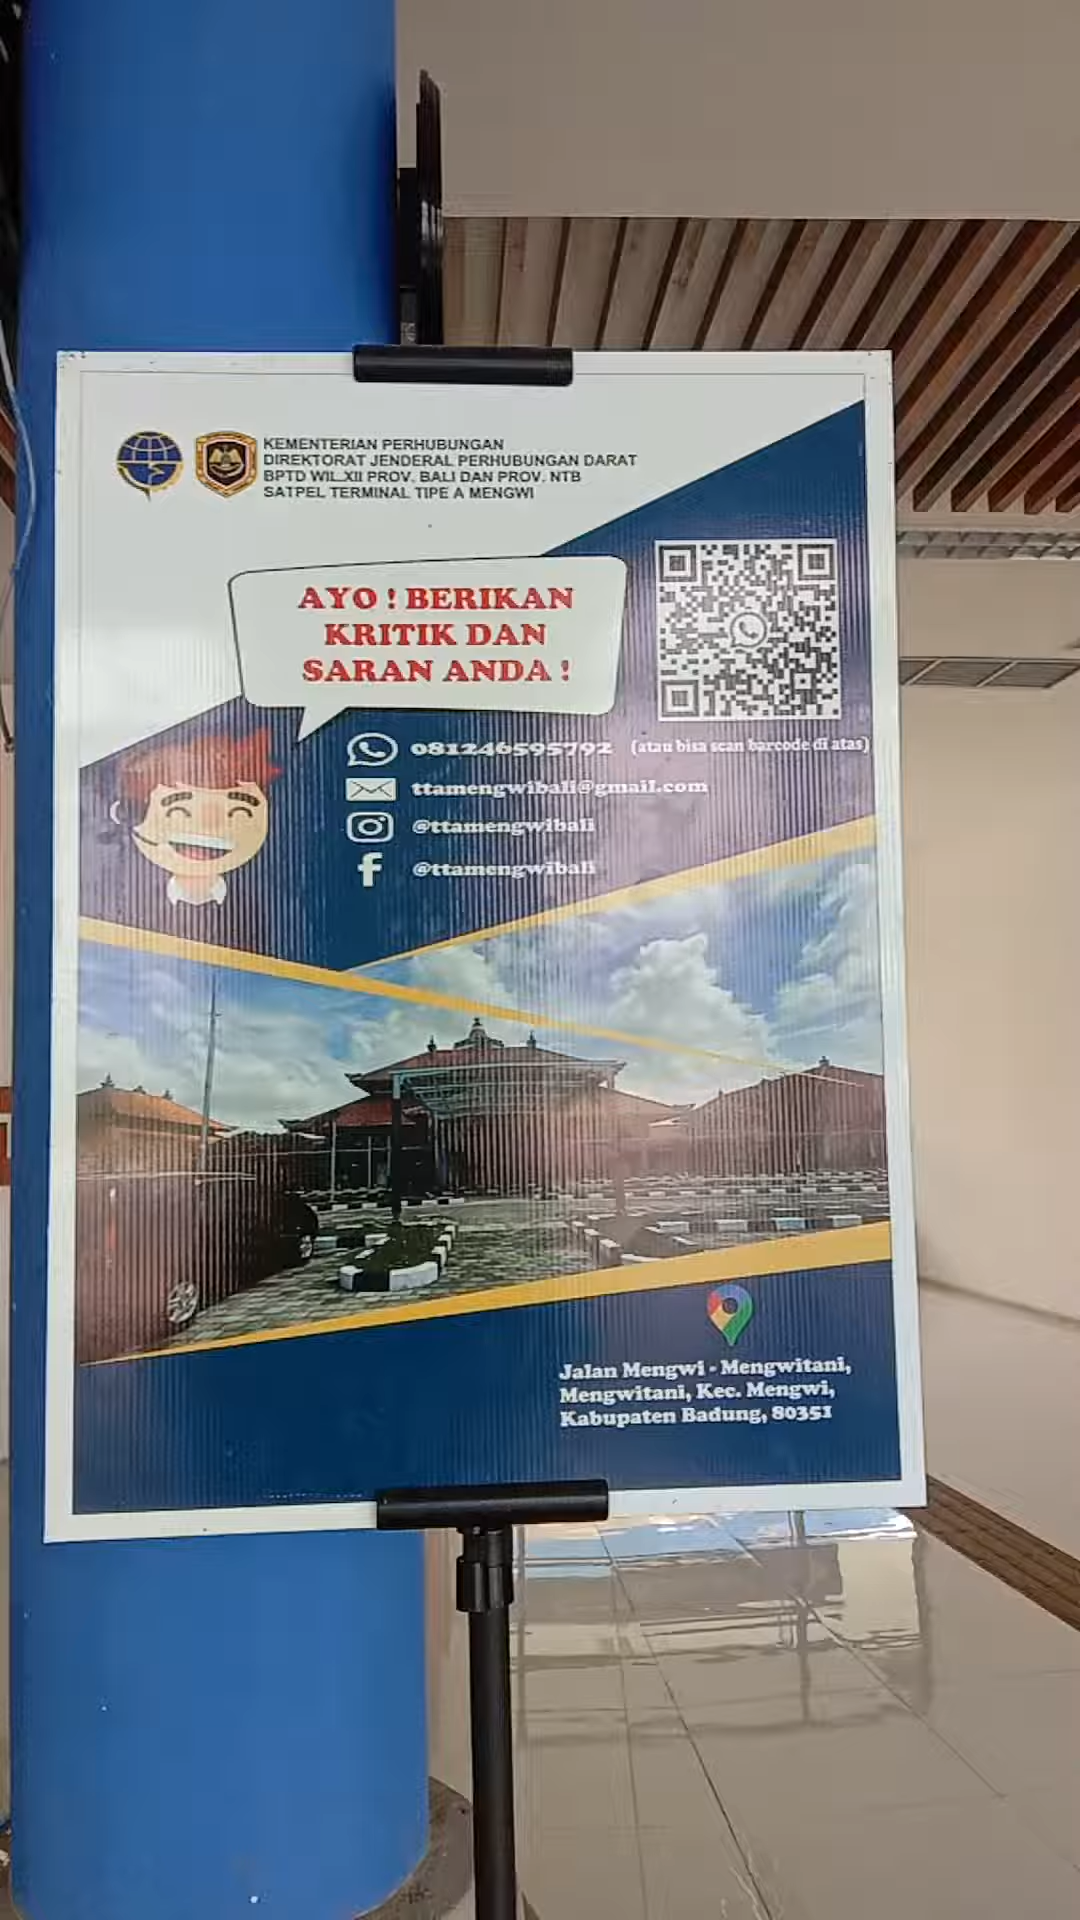 KEMENTERIAN PERHUBUNGAN
DIREKTORAT JENDERAL PERHUBUNGAN DARAT
BPTD WIL.XII PROV. BALI DAN PROV. NTB
SATPEL TERMINAL TIPE A MENGWI
AYO ! BERIKAN
KRITIK DAN
SARAN ANDA !
081246595792 (atau bisa scan barcode di atas)
ttamengwibali@gmail.com
@ttamengwibali
@ttamengwibali
Jalan Mengwi - Mengwitani,
Mengwitani, Kec. Mengwi,
Kabupaten Badung, 80351